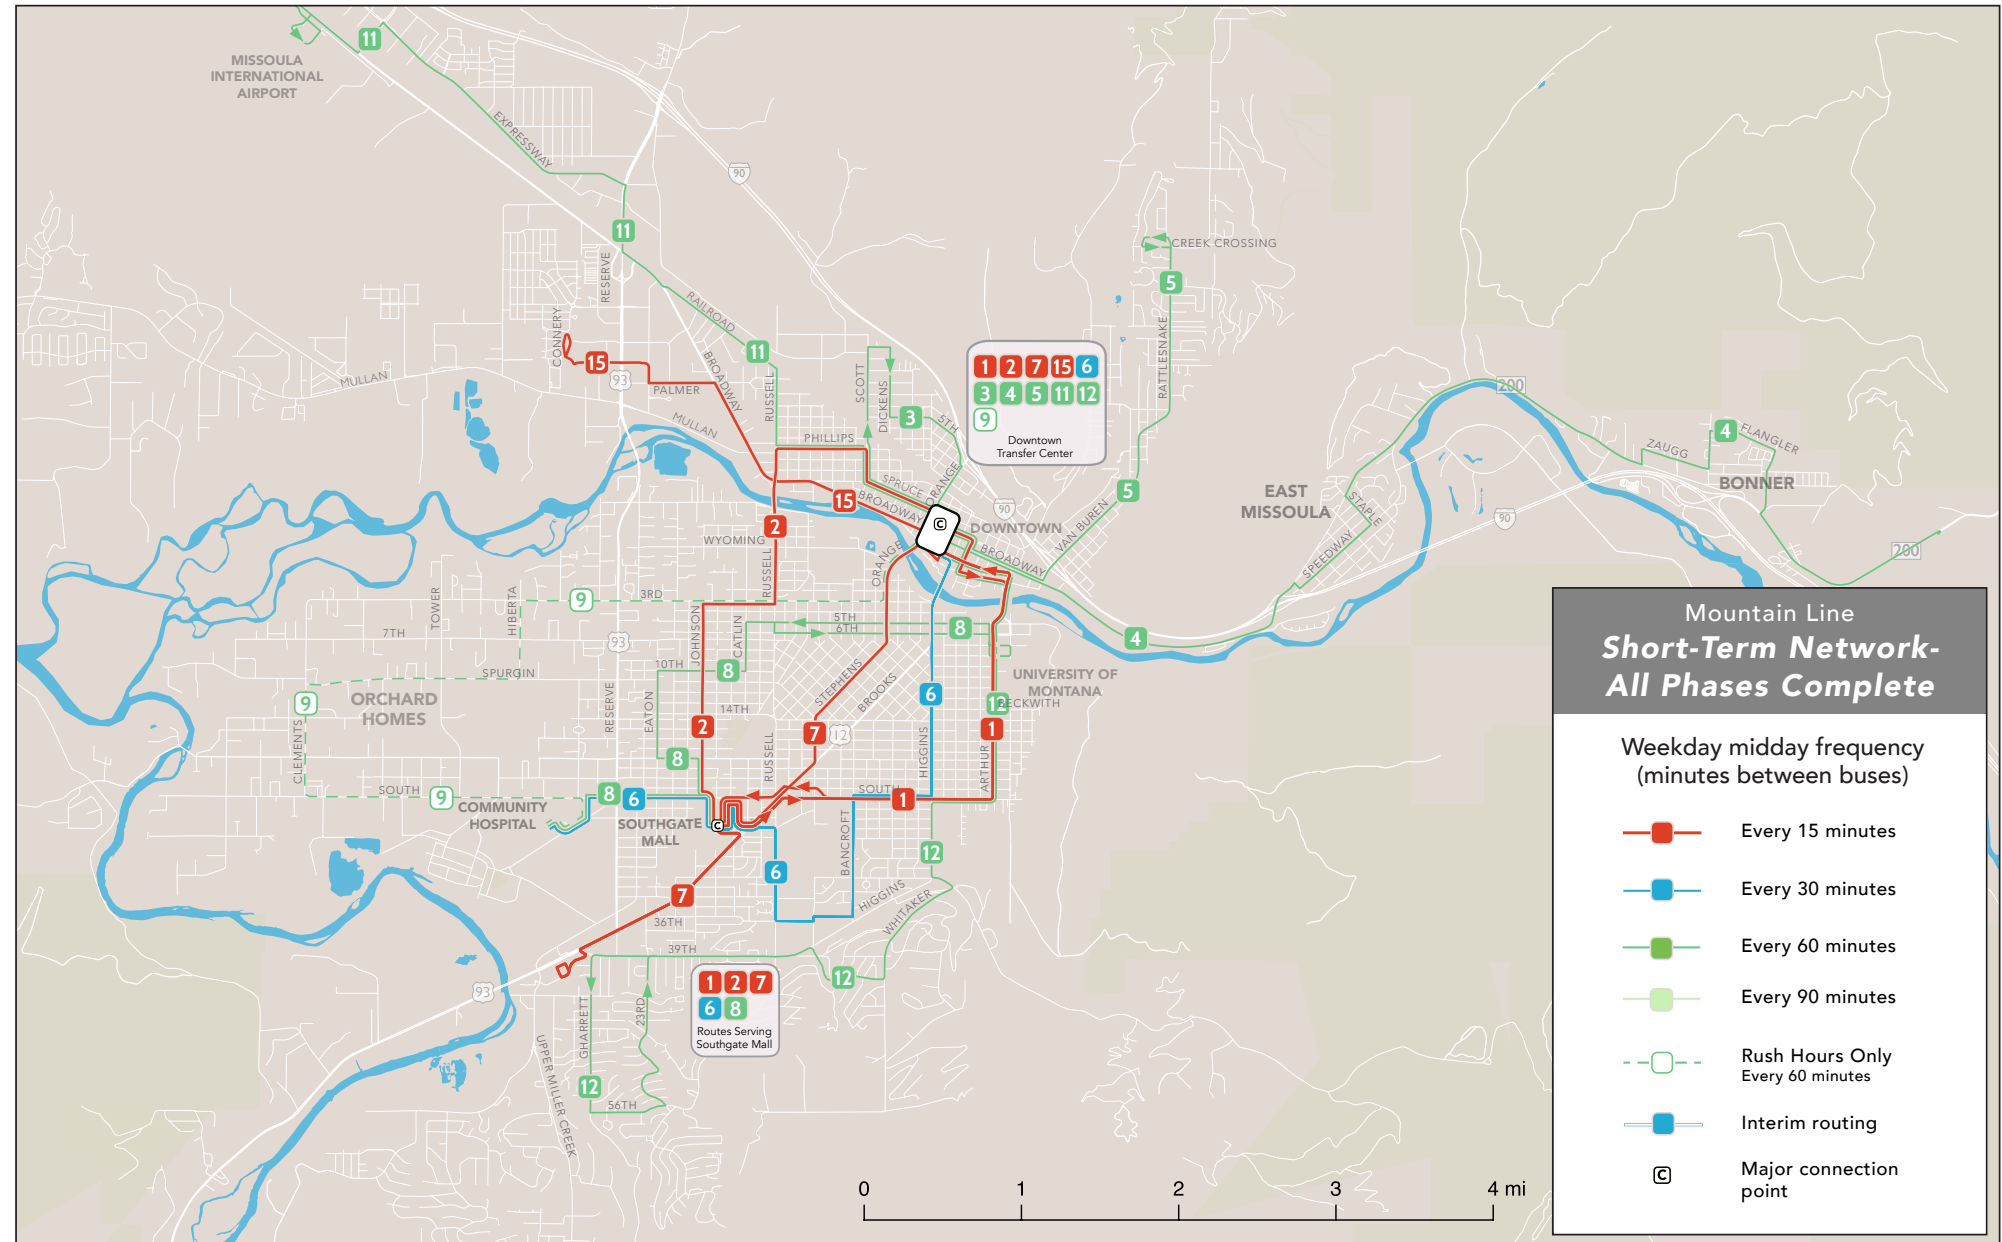 11
MISSOULA
INTERNATIONAL
AIRPORT
EXPRESSWAY
90
11
RESERVE
CREEK CROSSING
5
RATTLESNAKE
RAILROAD
CONNERY
15
93
PALMER
BROADWAY
11
RUSSELL
MULLAN
MULLAN
SCOTT
DICKENS
3
5TH
PHILLIPS
1 2 7 15 6
3 4 5 11 12
9
Downtown
Transfer Center
200
4
FLANGLER
ZAUGG
BONNER
200
SPRUCE
ORANGE
15
BROADWAY
90
5
VAN BUREN
EAST
MISSOULA
STAPLE
SPEEDWAY
90
C
DOWNTOWN
BROADWAY
2
WYOMING
RUSSELL
ORANGE
9
3RD
TOWER
HIBERTA
7TH
93
JOHNSON
CATLIN
5TH
6TH
8
4
SPURGIN
10TH
8
STEPHENS
BROOKS
UNIVERSITY OF
MONTANA
6
12
BECKWITH
9
ORCHARD
HOMES
RESERVE
EATON
14TH
2
7
12
1
CLEMENTS
8
RUSSELL
HIGGINS
ARTHUR
SOUTH
9
COMMUNITY
HOSPITAL
8
6
SOUTH
1
SOUTHGATE
MALL
C
BANCROFT
12
6
7
HIGGINS
WHITAKER
36TH
39TH
12
93
1 2 7
6 8
Routes Serving
Southgate Mall
GHARRETT
23RD
UPPER MILLER CREEK
12
56TH
0 1 2 3 4 mi
Mountain Line
Short-Term Network-
All Phases Complete
Weekday midday frequency
(minutes between buses)
Every 15 minutes
Every 30 minutes
Every 60 minutes
Every 90 minutes
Rush Hours Only
Every 60 minutes
Interim routing
C
Major connection
point